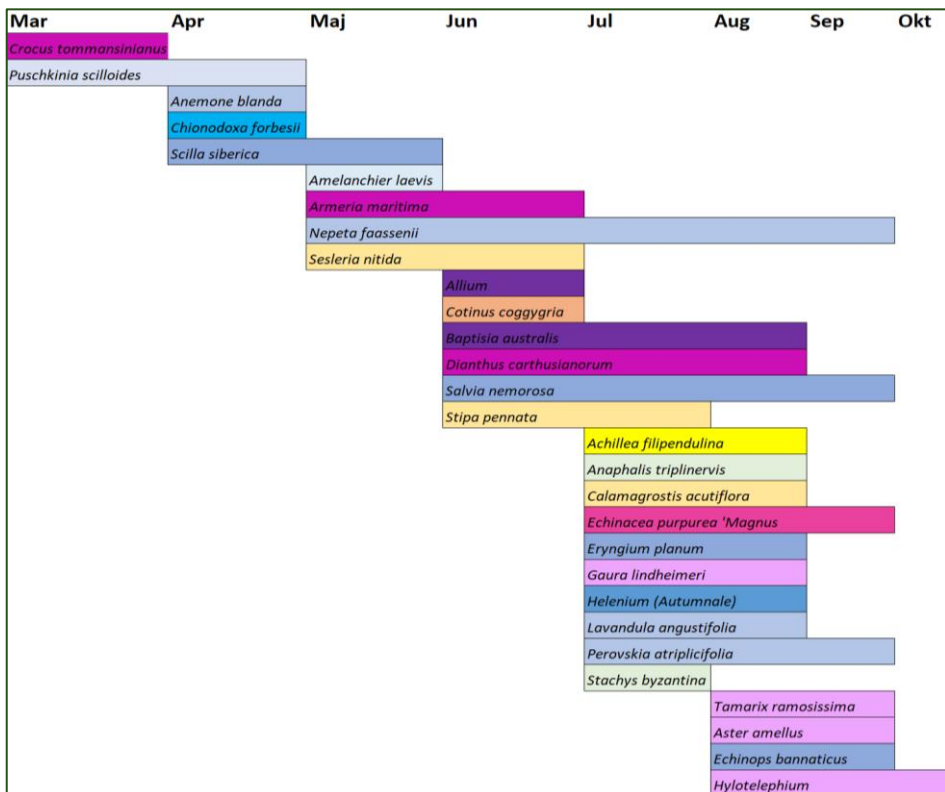 Mar Apr Maj Jun Jul Aug Sep Okt
Crocus tommansinianus
Puschkinia scilloides
Anemone blanda
Chionodoxa forbesii
Scilla siberica
Amelanchier laevis
Armeria maritima
Nepeta faassenii
Sesleria nitida
Allium
Cotinus coggygria
Baptisia australis
Dianthus carthusianorum
Salvia nemorosa
Stipa pennata
Achillea filipendulina
Anaphalis triplinervis
Calamagrostis acutiflora
Echinacea purpurea 'Magnus
Eryngium planum
Gaura lindheimeri
Helenium (Autumnale)
Lavandula angustifolia
Perovskia atriplicifolia
Stachys byzantina
Tamarix ramosissima
Aster amellus
Echinops bannaticus
Hylotelephium